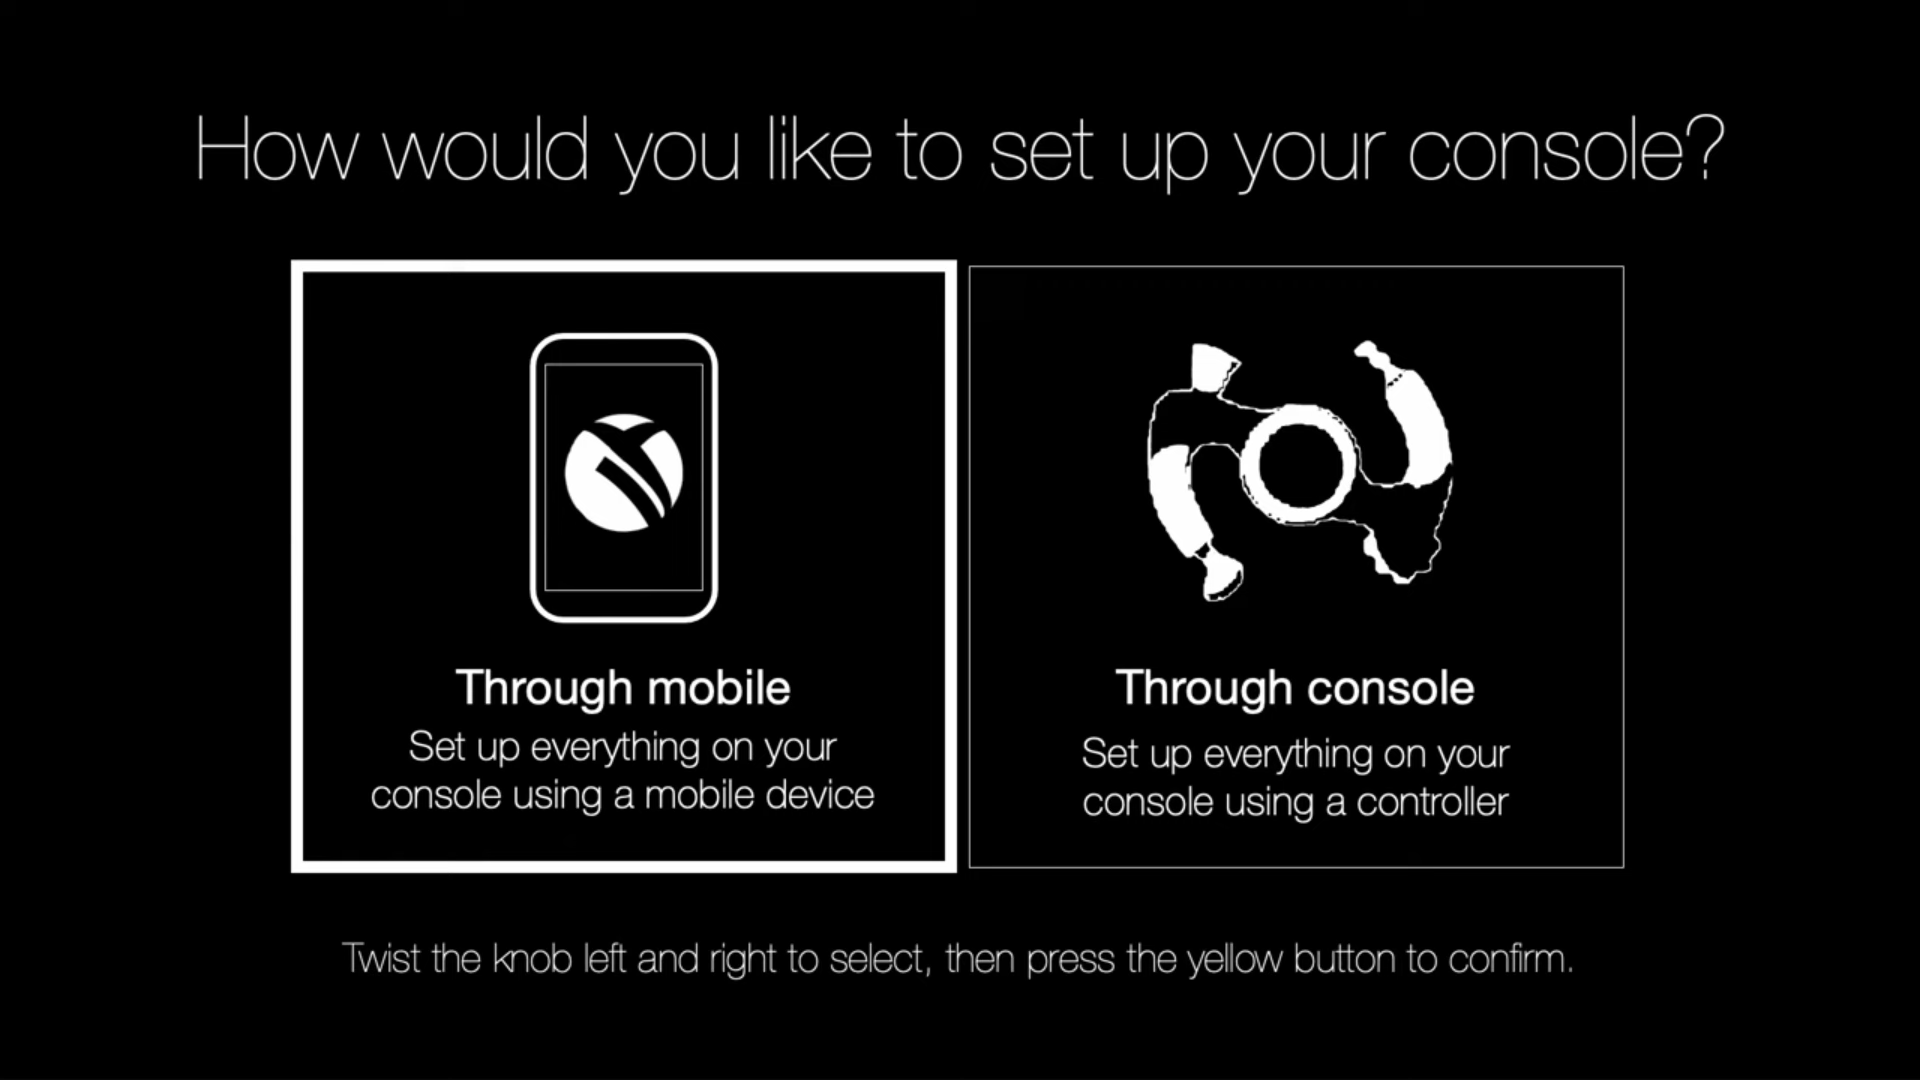 How would you like to set up your console?
Through mobile
Set up everything on your
console using a mobile device
Through console
Set up everything on your
console using a controller
Twist the knob left and right to select, then press the yellow button to confirm.